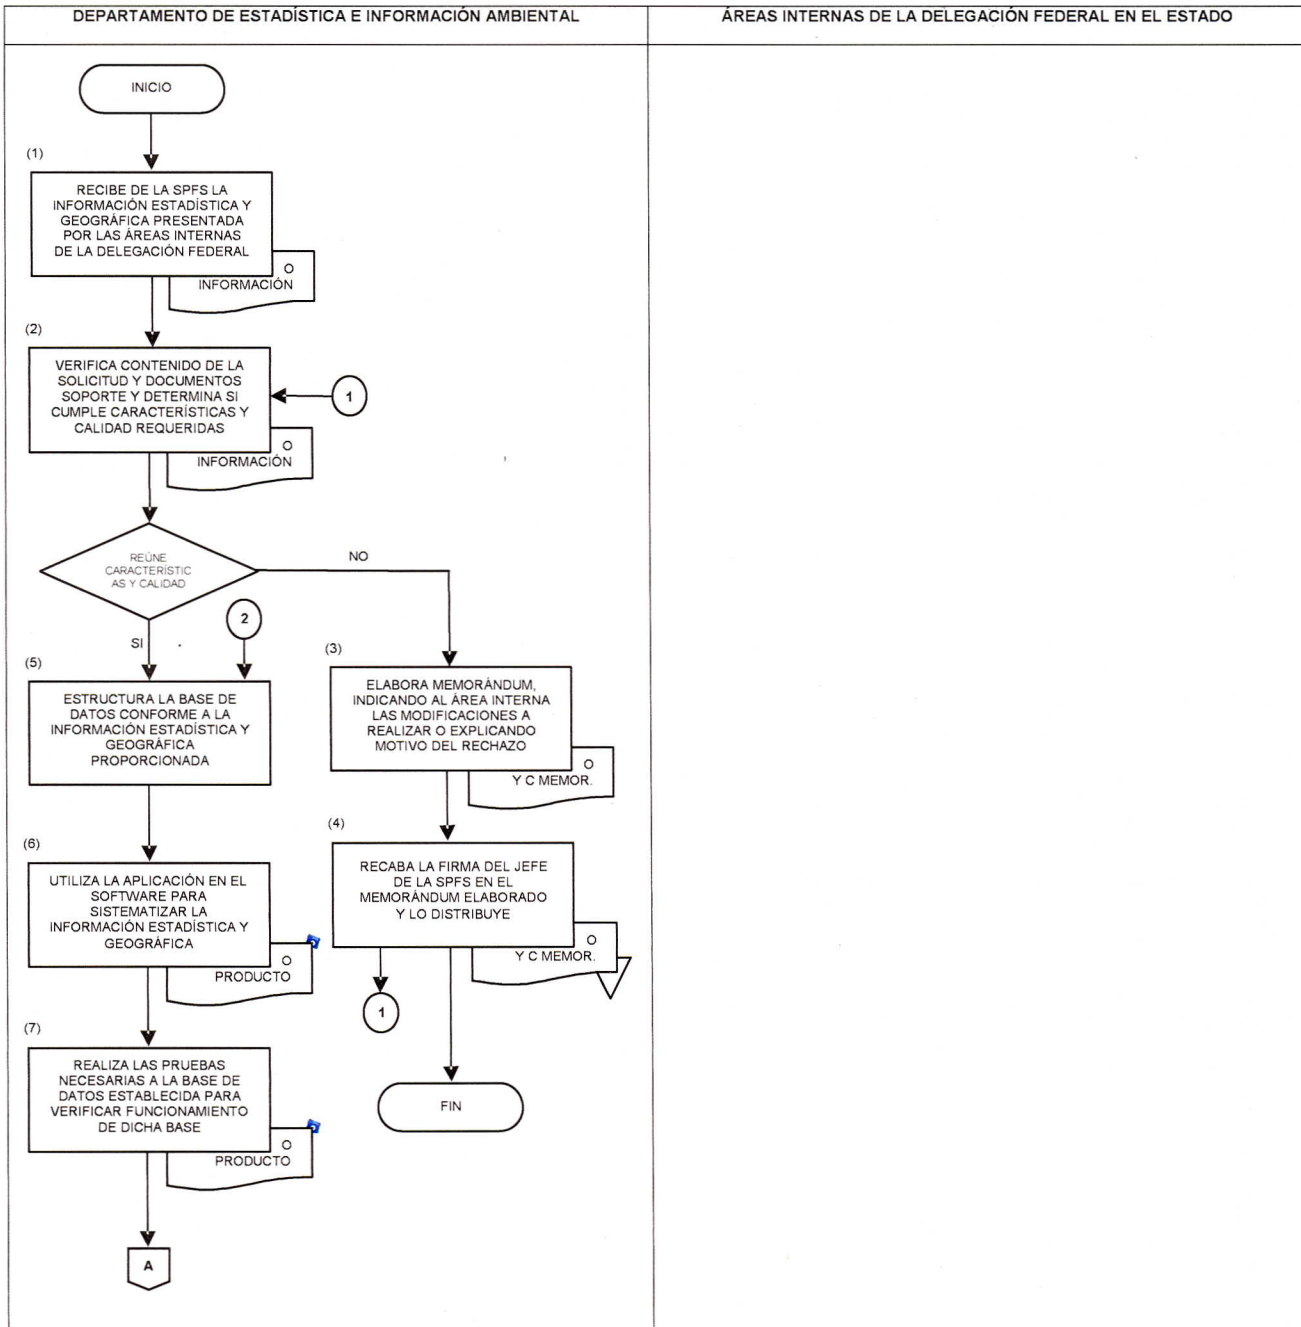 DEPARTAMENTO DE ESTADÍSTICA E INFORMACIÓN AMBIENTAL
ÁREAS INTERNAS DE LA DELEGACIÓN FEDERAL EN EL ESTADO
INICIO
(1)
RECIBE DE LA SPFS LA
INFORMACIÓN ESTADÍSTICA Y
GEOGRÁFICA PRESENTADA
POR LAS ÁREAS INTERNAS
DE LA DELEGACIÓN FEDERAL
O
INFORMACIÓN
(2)
VERIFICA CONTENIDO DE LA
SOLICITUD Y DOCUMENTOS
SOPORTE Y DETERMINA SI
CUMPLE CARACTERÍSTICAS Y
CALIDAD REQUERIDAS
1
O
INFORMACIÓN
REÚNE
CARACTERÍSTIC
AS Y CALIDAD
NO
SI
2
(5)
ESTRUCTURA LA BASE DE
DATOS CONFORME A LA
INFORMACIÓN ESTADÍSTICA Y
GEOGRÁFICA
PROPORCIONADA
(3)
ELABORA MEMORÁNDUM,
INDICANDO AL ÁREA INTERNA
LAS MODIFICACIONES A
REALIZAR O EXPLICANDO
MOTIVO DEL RECHAZO
O
Y C MEMOR.
(6)
UTILIZA LA APLICACIÓN EN EL
SOFTWARE PARA
SISTEMATIZAR LA
INFORMACIÓN ESTADÍSTICA Y
GEOGRÁFICA
O
PRODUCTO
(4)
RECABA LA FIRMA DEL JEFE
DE LA SPFS EN EL
MEMORÁNDUM ELABORADO
Y LO DISTRIBUYE
O
Y C MEMOR.
1
FIN
(7)
REALIZA LAS PRUEBAS
NECESARIAS A LA BASE DE
DATOS ESTABLECIDA PARA
VERIFICAR FUNCIONAMIENTO
DE DICHA BASE
O
PRODUCTO
A